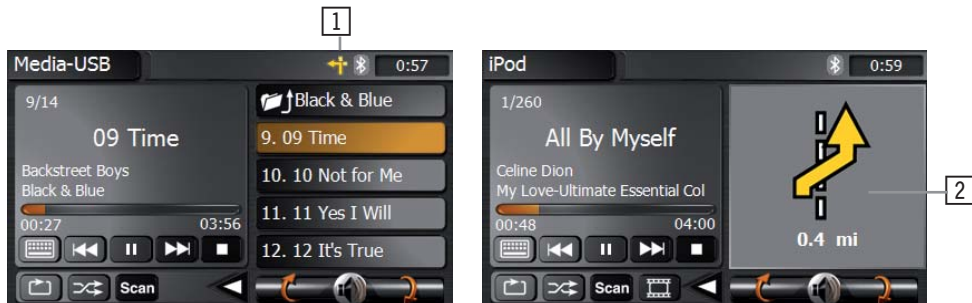 1
Media-USB
0:57
9/14
09 Time
Backstreet Boys
Black & Blue
00:27
03:56
Scan
Black & Blue
9. 09 Time
10. 10 Not for Me
11. 11 Yes I Will
12. 12 It's True
iPod
0:59
1/260
All By Myself
Celine Dion
My Love-Ultimate Essential Col
00:48
04:00
Scan
0.4 mi
2